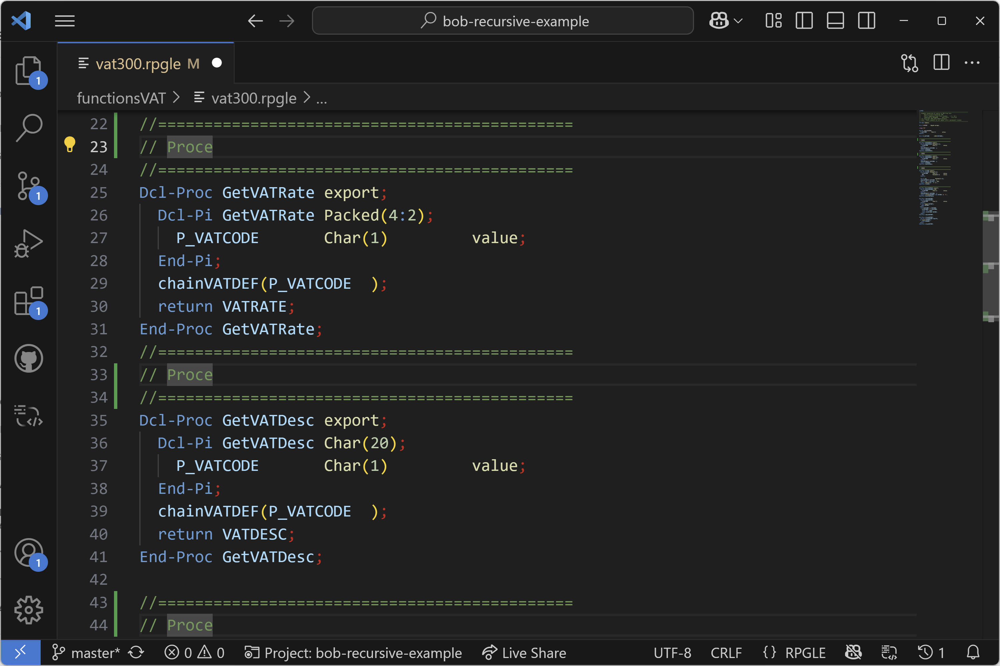 bob-recursive-example
vat300.rpgle M
functionsVAT > vat300.rpgle > ...
22 //=============================================
23 // Proce
24 //=============================================
25 Dcl-Proc GetVATRate export;
26   Dcl-Pi GetVATRate Packed(4:2);
27     P_VATCODE       Char(1)         value;
28   End-Pi;
29   chainVATDEF(P_VATCODE  );
30   return VATRATE;
31 End-Proc GetVATRate;
32 //=============================================
33 // Proce
34 //=============================================
35 Dcl-Proc GetVATDesc export;
36   Dcl-Pi GetVATDesc Char(20);
37     P_VATCODE       Char(1)         value;
38   End-Pi;
39   chainVATDEF(P_VATCODE  );
40   return VATDESC;
41 End-Proc GetVATDesc;
42
43 //=============================================
44 // Proce
1
1
1
1
master* 0 0 Project: bob-recursive-example Live Share UTF-8 CRLF {} RPGLE 1